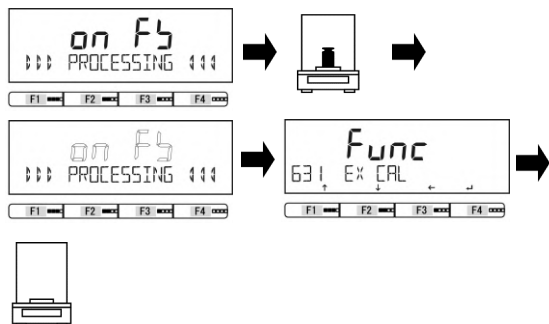 on FS
PROCESSING
F1 F2 F3 F4
on FS
PROCESSING
F1 F2 F3 F4
Func
631 EX CAL
↑ ↓ ← ↵
F1 F2 F3 F4